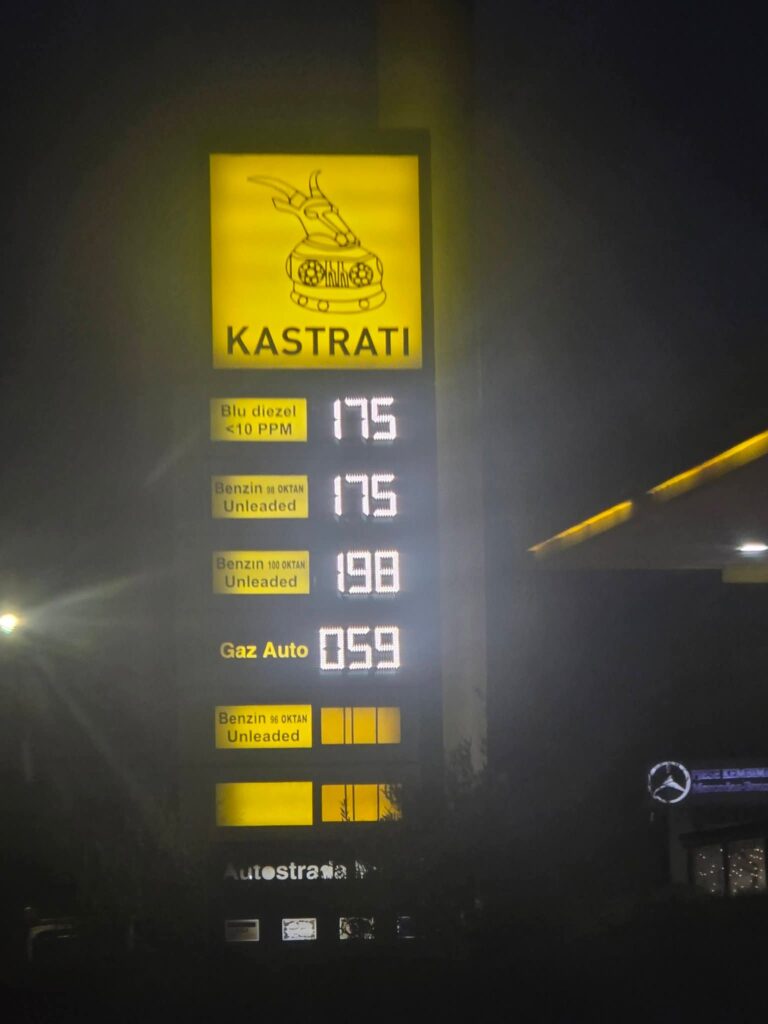 KASTRATI
Blu diezel
<10 PPM
175
Benzin 98 OKTAN
Unleaded
175
Benzin 100 OKTAN
Unleaded
198
Gaz Auto
059
Benzin 96 OKTAN
Unleaded
Autostrada